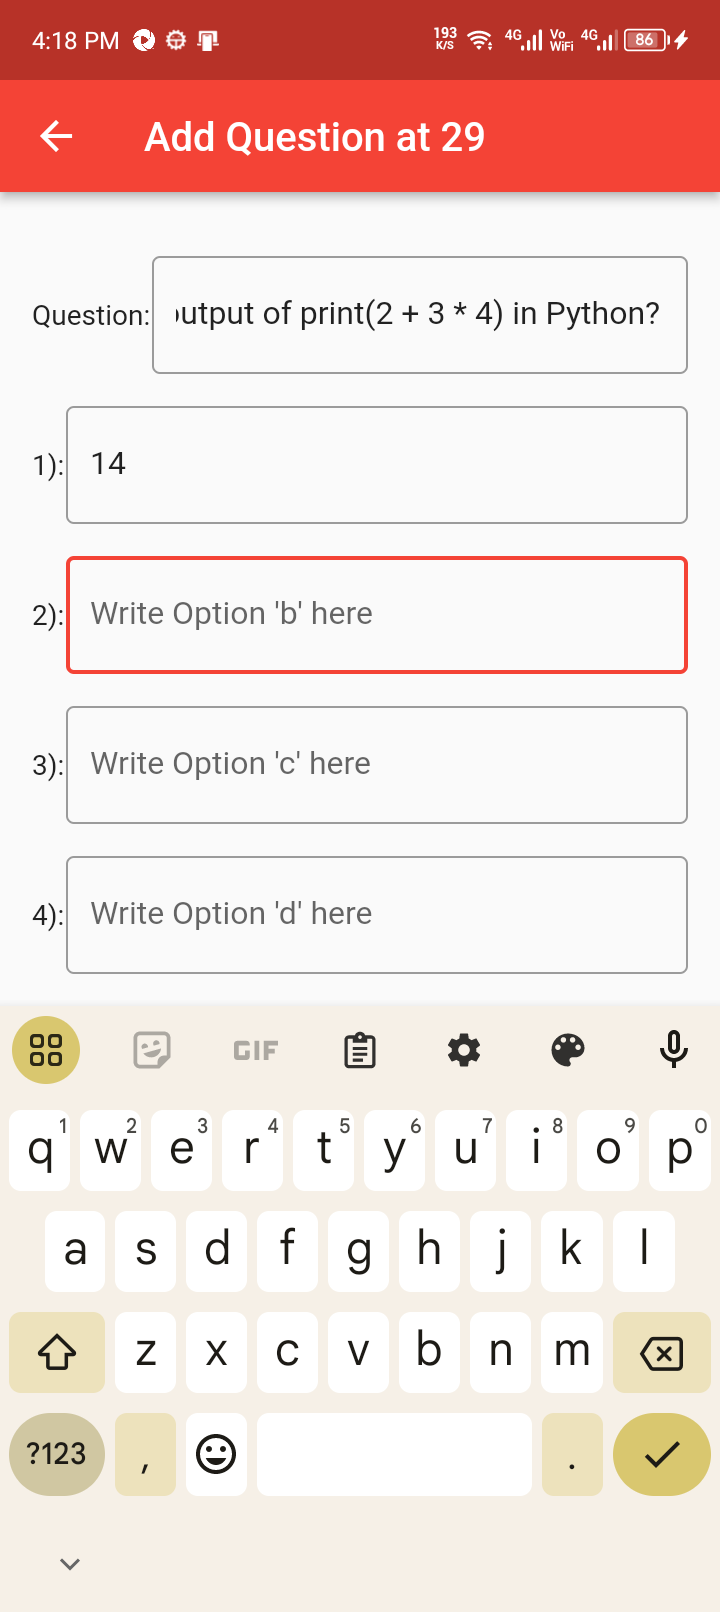 4:18 PM 193 K/S 4G Vo WiFi 4G 86
Add Question at 29
Question: output of print(2 + 3 * 4) in Python?
1): 14
2): Write Option 'b' here
3): Write Option 'c' here
4): Write Option 'd' here
GIF
q1 w2 e3 r4 t5 y6 u7 i8 o9 p0
a s d f g h j k l
z x c v b n m
?123 , .